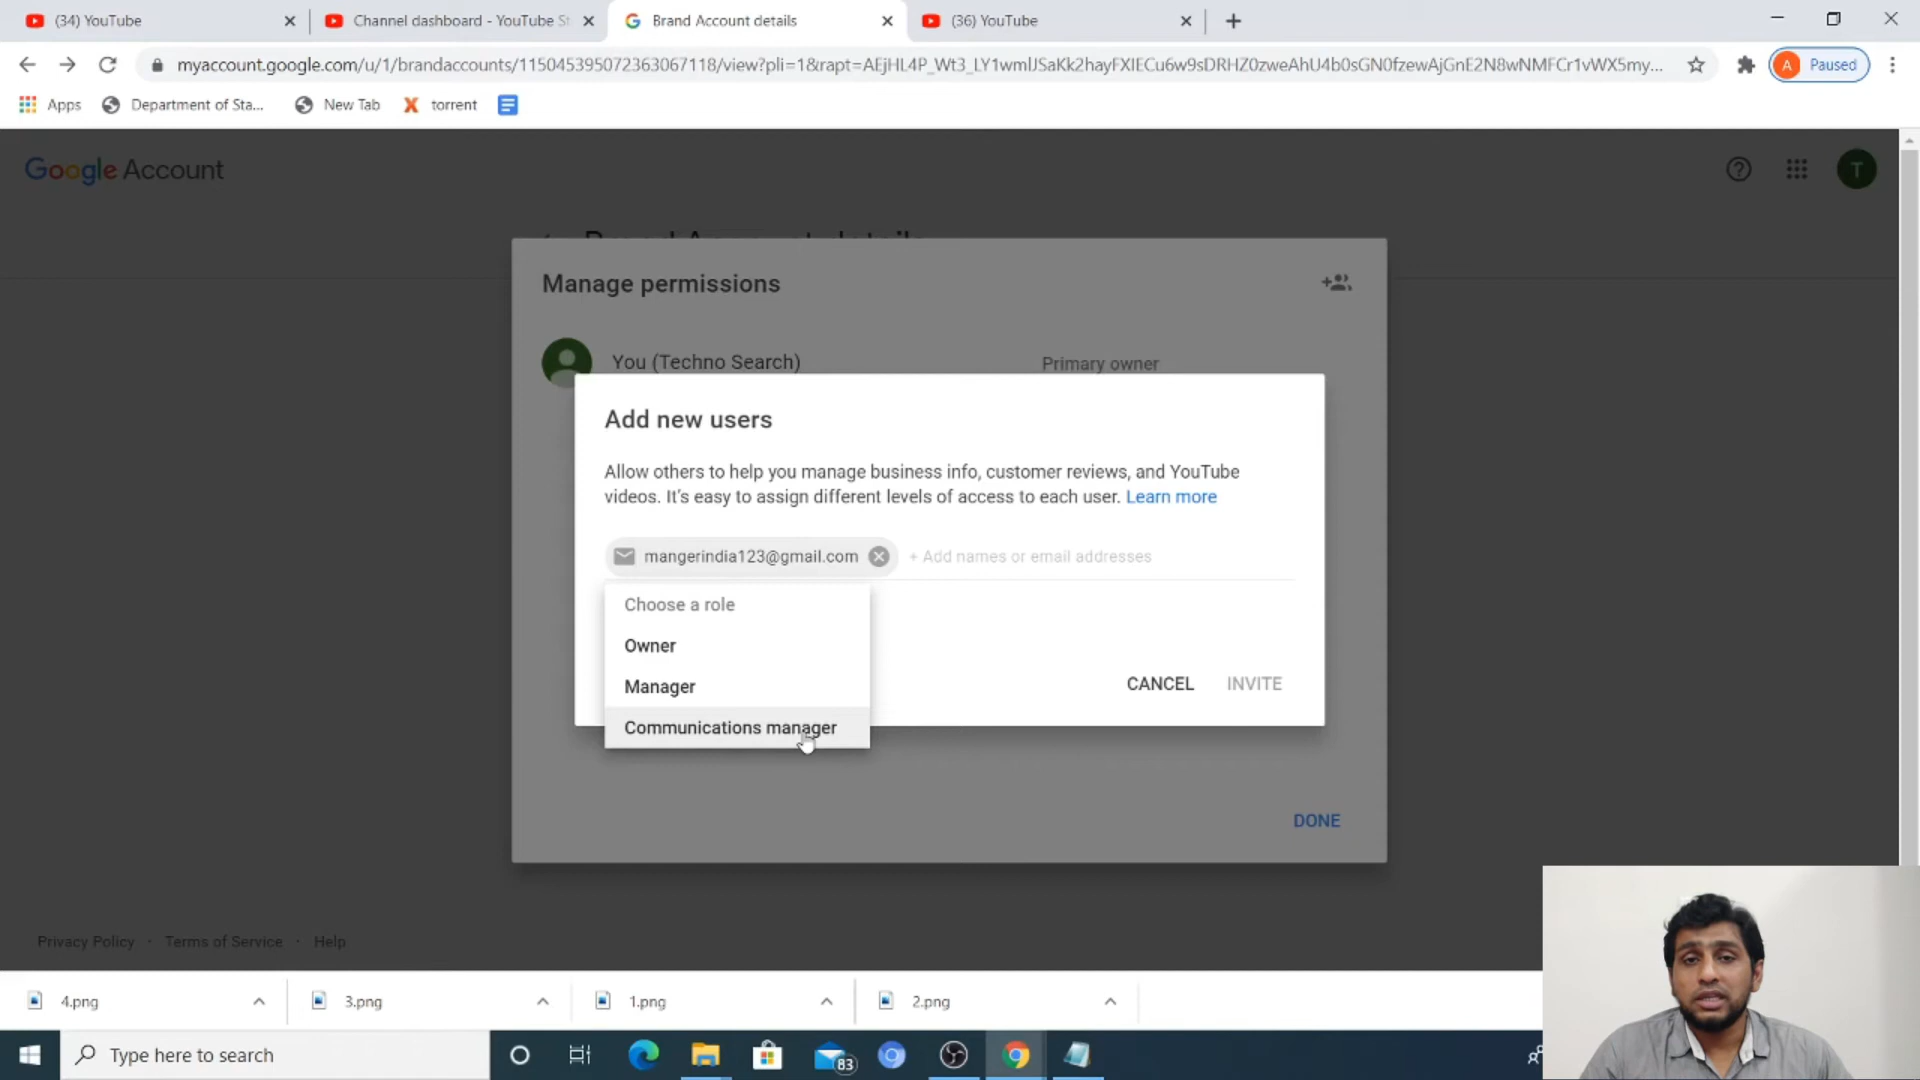 (34) YouTube
Channel dashboard - YouTube St
Brand Account details
(36) YouTube
myaccount.google.com/u/1/brandaccounts/115045395072363067118/view?pli=1&rapt=AEjHL4P_Wt3_LY1wmlJSaKk2hayFXIECu6w9sDRHZ0zweAhU4b0sGN0fzewAjGnE2N8wNMFCr1vWX5my...
A Paused
Apps
Department of Sta...
New Tab
torrent
Google Account
T
Manage permissions
You (Techno Search)
Primary owner
Add new users
Allow others to help you manage business info, customer reviews, and YouTube
videos. It's easy to assign different levels of access to each user. Learn more
mangerindia123@gmail.com
+ Add names or email addresses
Choose a role
Owner
Manager
Communications manager
CANCEL
INVITE
DONE
Privacy Policy · Terms of Service · Help
4.png
3.png
1.png
2.png
Type here to search
83